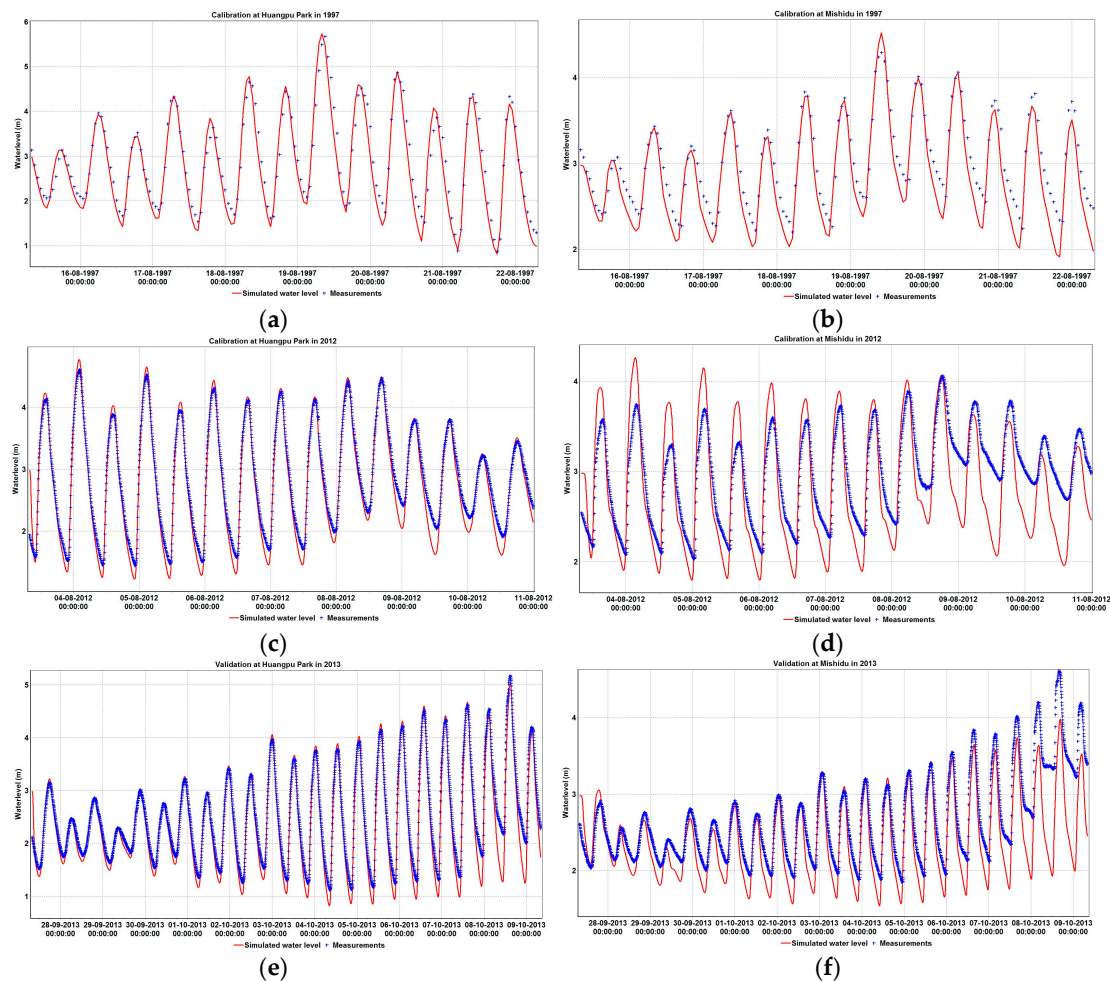 Calibration at Huangpu Park in 1997
Waterlevel (m)
6
5
4
3
2
1
16-08-1997 17-08-1997 18-08-1997 19-08-1997 20-08-1997 21-08-1997 22-08-1997
00:00:00 00:00:00 00:00:00 00:00:00 00:00:00 00:00:00 00:00:00
Simulated water level + Measurements
(a)
Calibration at Mishidu in 1997
Waterlevel (m)
4
3
2
16-08-1997 17-08-1997 18-08-1997 19-08-1997 20-08-1997 21-08-1997 22-08-1997
00:00:00 00:00:00 00:00:00 00:00:00 00:00:00 00:00:00 00:00:00
Simulated water level + Measurements
(b)
Calibration at Huangpu Park in 2012
Waterlevel (m)
4
3
2
04-08-2012 05-08-2012 06-08-2012 07-08-2012 08-08-2012 09-08-2012 10-08-2012 11-08-2012
00:00:00 00:00:00 00:00:00 00:00:00 00:00:00 00:00:00 00:00:00 00:00:00
Simulated water level + Measurements
(c)
Calibration at Mishidu in 2012
Waterlevel (m)
4
3
2
04-08-2012 05-08-2012 06-08-2012 07-08-2012 08-08-2012 09-08-2012 10-08-2012 11-08-2012
00:00:00 00:00:00 00:00:00 00:00:00 00:00:00 00:00:00 00:00:00 00:00:00
Simulated water level + Measurements
(d)
Validation at Huangpu Park in 2013
Waterlevel (m)
5
4
3
2
1
28-09-2013 29-09-2013 30-09-2013 01-10-2013 02-10-2013 03-10-2013 04-10-2013 05-10-2013 06-10-2013 07-10-2013 08-10-2013 09-10-2013
00:00:00 00:00:00 00:00:00 00:00:00 00:00:00 00:00:00 00:00:00 00:00:00 00:00:00 00:00:00 00:00:00 00:00:00
Simulated water level + Measurements
(e)
Validation at Mishidu in 2013
Waterlevel (m)
4
3
2
28-09-2013 29-09-2013 30-09-2013 01-10-2013 02-10-2013 03-10-2013 04-10-2013 05-10-2013 06-10-2013 07-10-2013 08-10-2013 09-10-2013
00:00:00 00:00:00 00:00:00 00:00:00 00:00:00 00:00:00 00:00:00 00:00:00 00:00:00 00:00:00 00:00:00 00:00:00
Simulated water level + Measurements
(f)